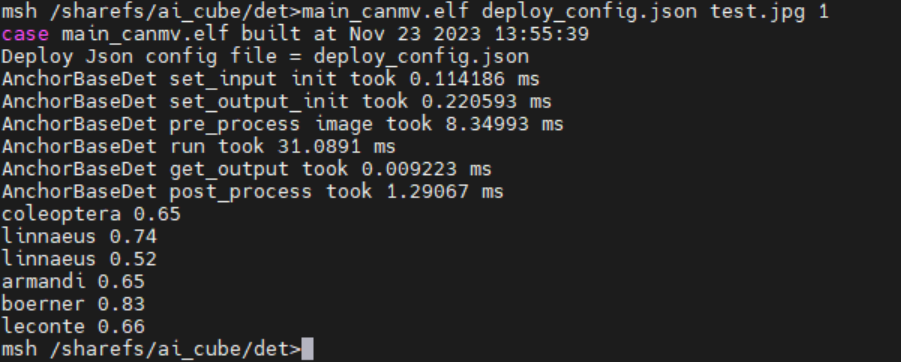 msh /sharefs/ai_cube/det>main_canmv.elf deploy_config.json test.jpg 1
case main_canmv.elf built at Nov 23 2023 13:55:39
Deploy Json config file = deploy_config.json
AnchorBaseDet set_input init took 0.114186 ms
AnchorBaseDet set_output_init took 0.220593 ms
AnchorBaseDet pre_process image took 8.34993 ms
AnchorBaseDet run took 31.0891 ms
AnchorBaseDet get_output took 0.009223 ms
AnchorBaseDet post_process took 1.29067 ms
coleoptera 0.65
linnaeus 0.74
linnaeus 0.52
armandi 0.65
boerner 0.83
leconte 0.66
msh /sharefs/ai_cube/det>